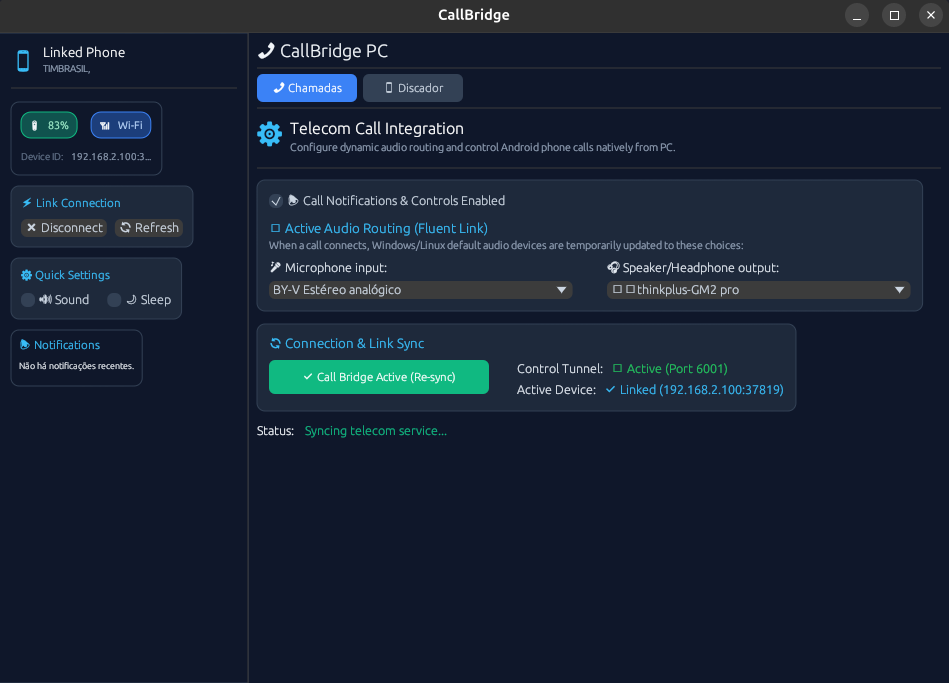 CallBridge
Linked Phone
TIMBRASIL,
83% Wi-Fi
Device ID: 192.168.2.100:3...
Link Connection
Disconnect Refresh
Quick Settings
Sound Sleep
Notifications
Não há notificações recentes.
CallBridge PC
Chamadas Discador
Telecom Call Integration
Configure dynamic audio routing and control Android phone calls natively from PC.
Call Notifications & Controls Enabled
Active Audio Routing (Fluent Link)
When a call connects, Windows/Linux default audio devices are temporarily updated to these choices:
Microphone input: Speaker/Headphone output:
BY-V Estéreo analógico thinkplus-GM2 pro
Connection & Link Sync
Call Bridge Active (Re-sync)
Control Tunnel: Active (Port 6001)
Active Device: Linked (192.168.2.100:37819)
Status: Syncing telecom service...